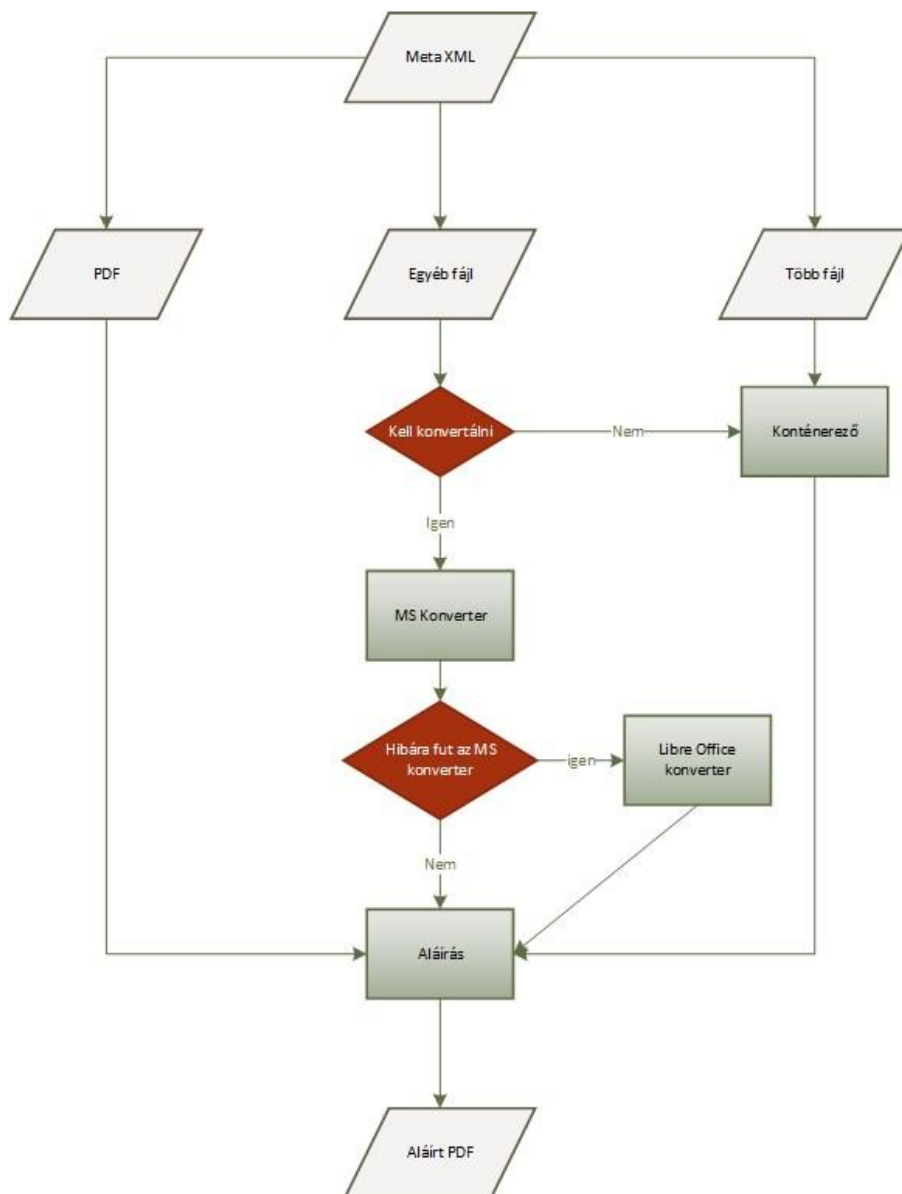 Meta XML
PDF
Egyéb fájl
Több fájl
Kell konvertálni
Nem
Konténerező
Igen
MS Konverter
Hibára fut az MS
konverter
igen
Libre Office
konverter
Nem
Aláírás
Aláírt PDF